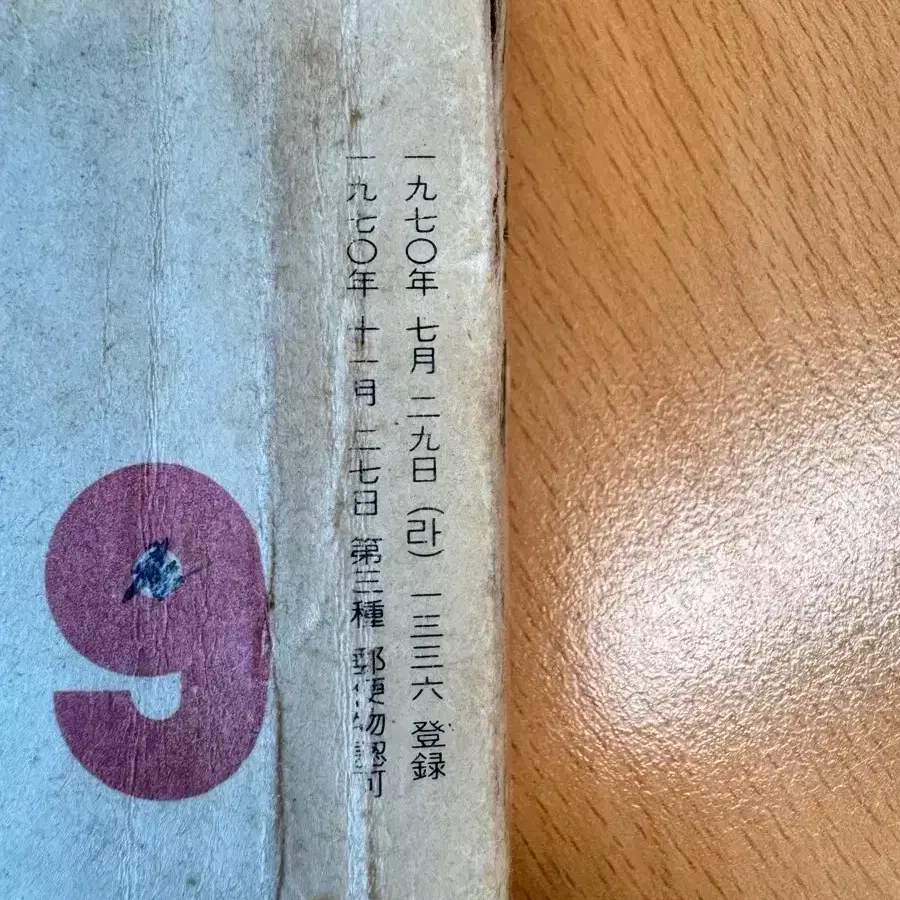 一九七〇年 七月 二九日 (라) 一三三六 登録
一九七〇年 十一月 二七日 第三種 郵便物認可
9